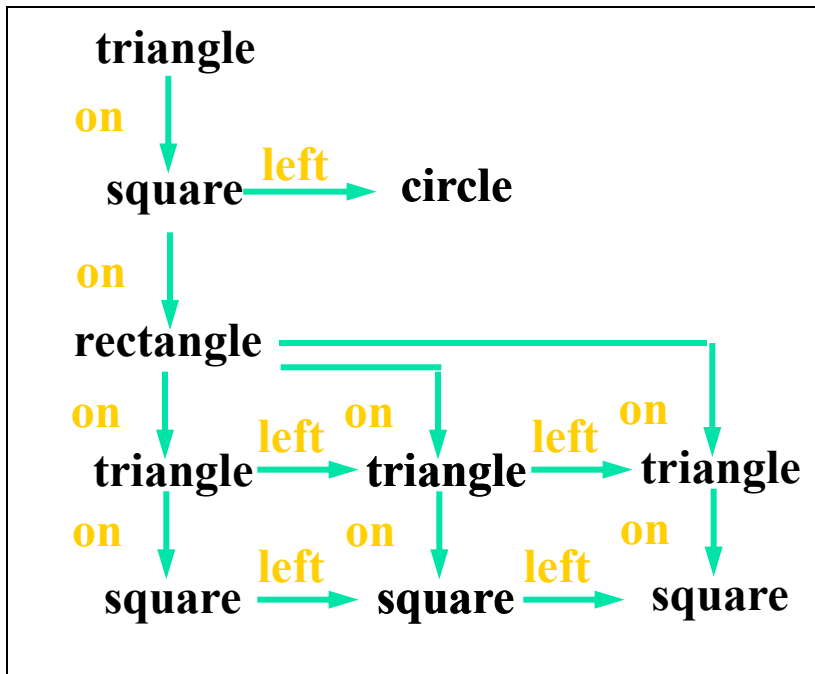 triangle
on
left
square circle
on
rectangle
on on on
left left
triangle triangle triangle
on on on
left left
square square square